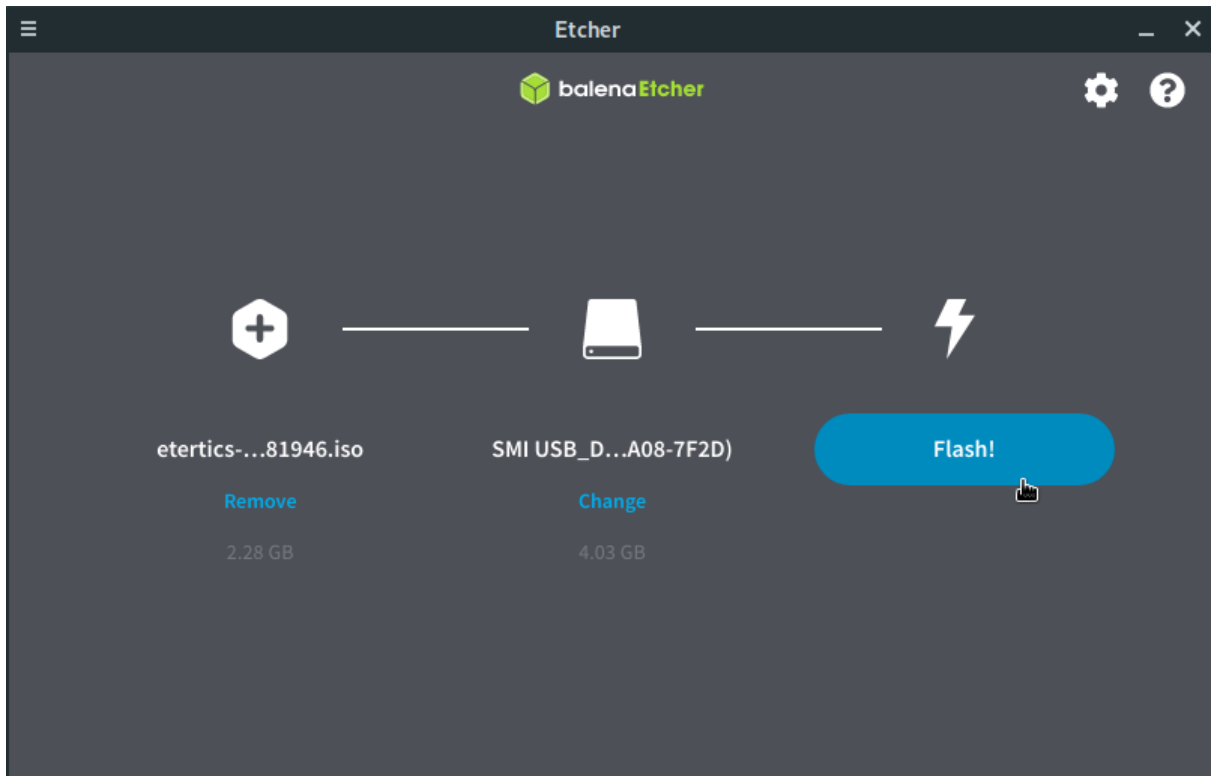 Etcher
balenaEtcher
etertics-...81946.iso
SMI USB_D...A08-7F2D)
Flash!
Remove
Change
2.28 GB
4.03 GB